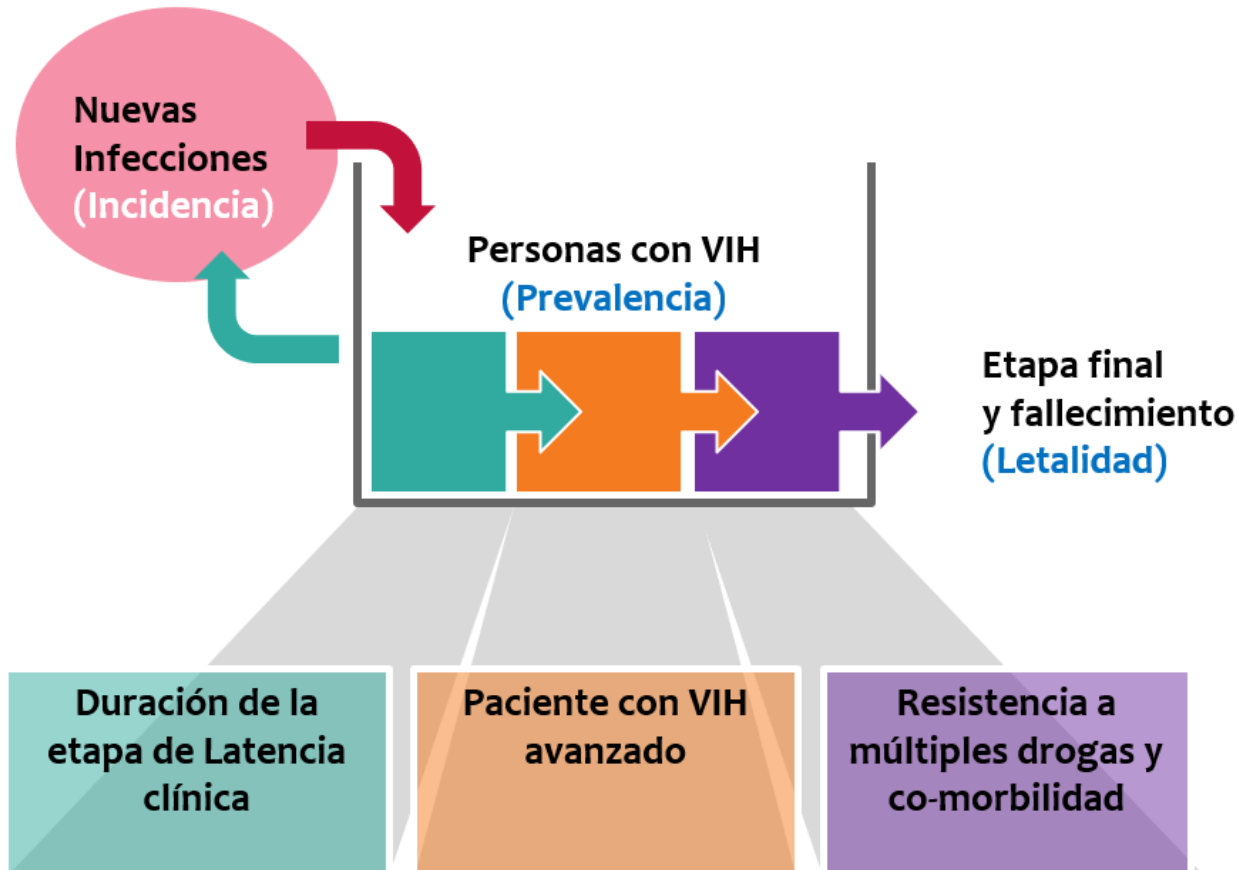 Nuevas
Infecciones
(Incidencia)
Personas con VIH
(Prevalencia)
Etapa final
y fallecimiento
(Letalidad)
Duración de la
etapa de Latencia
clínica
Paciente con VIH
avanzado
Resistencia a
múltiples drogas y
co-morbilidad